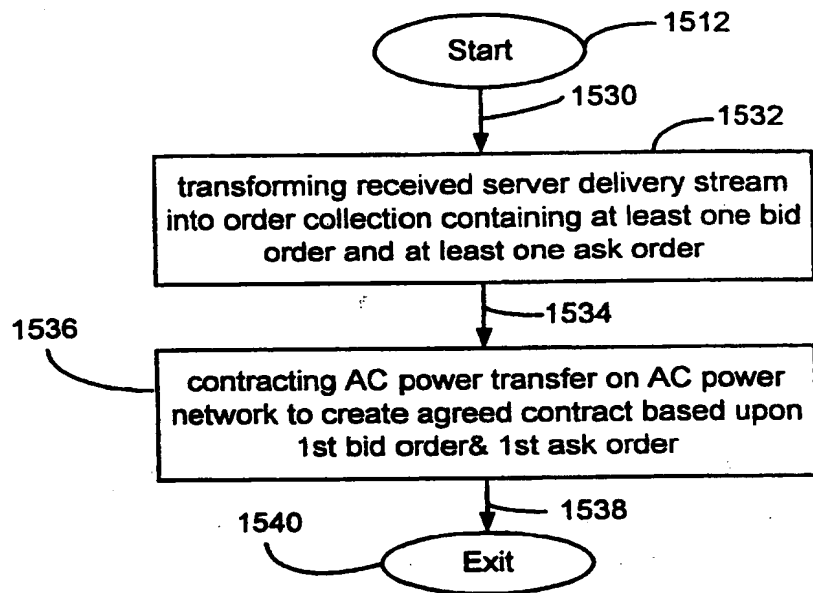 Start
1512
1530
1532
transforming received server delivery stream
into order collection containing at least one bid
order and at least one ask order
1534
1536
contracting AC power transfer on AC power
network to create agreed contract based upon
1st bid order& 1st ask order
1538
1540
Exit